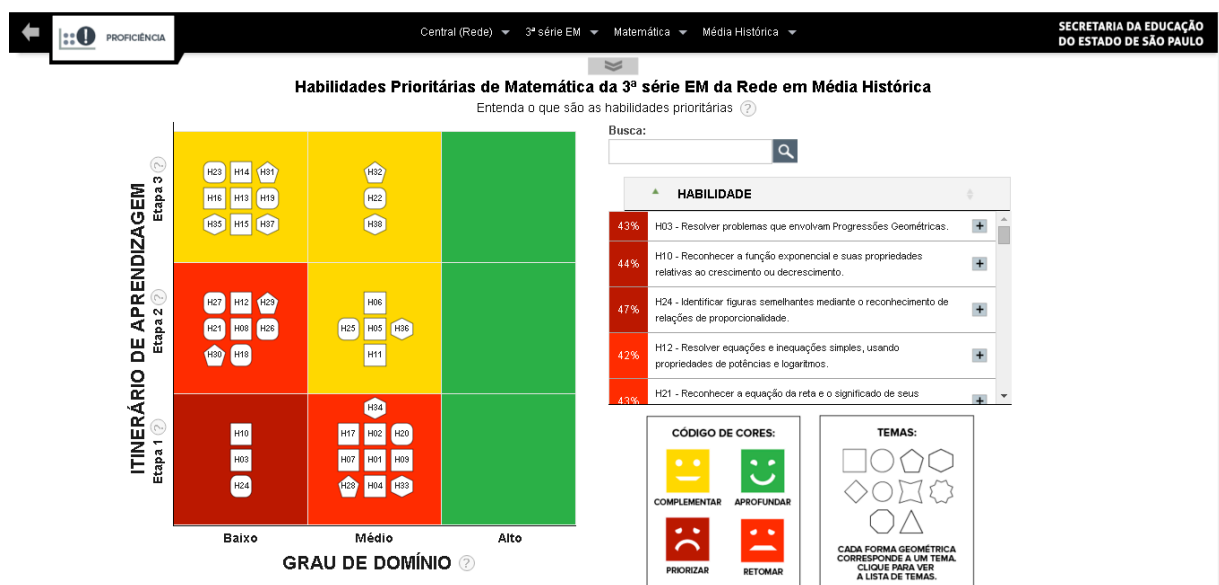 PROFICIÊNCIA
Central (Rede) 3ª série EM Matemática Média Histórica
SECRETARIA DA EDUCAÇÃO
DO ESTADO DE SÃO PAULO
Habilidades Prioritárias de Matemática da 3ª série EM da Rede em Média Histórica
Entenda o que são as habilidades prioritárias ?
ITINERÁRIO DE APRENDIZAGEM
Etapa 3 ?
H23 H14 H31
H16 H13 H19
H35 H15 H37
H32
H22
H38
Etapa 2 ?
H27 H12 H29
H21 H08 H26
H30 H18
H06
H25 H05 H36
H11
Etapa 1 ?
H10
H03
H24
H34
H17 H02 H20
H07 H01 H09
H28 H04 H33
Baixo Médio Alto
GRAU DE DOMÍNIO ?
Busca:
HABILIDADE
43% H03 - Resolver problemas que envolvam Progressões Geométricas. +
44% H10 - Reconhecer a função exponencial e suas propriedades
relativas ao crescimento ou decrescimento. +
47% H24 - Identificar figuras semelhantes mediante o reconhecimento de
relações de proporcionalidade. +
42% H12 - Resolver equações e inequações simples, usando
propriedades de potências e logaritmos. +
43% H21 - Reconhecer a equação da reta e o significado de seus +
CÓDIGO DE CORES:
COMPLEMENTAR APROFUNDAR
PRIORIZAR RETOMAR
TEMAS:
CADA FORMA GEOMÉTRICA
CORRESPONDE A UM TEMA.
CLIQUE PARA VER
A LISTA DE TEMAS.